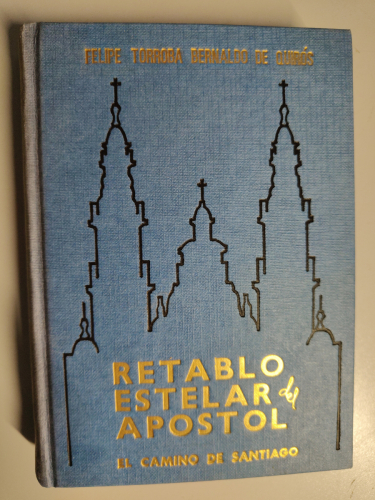 FELIPE TORROBA BERNALDO DE QUIRÓS
RETABLO
ESTELAR del
APOSTOL
EL CAMINO DE SANTIAGO